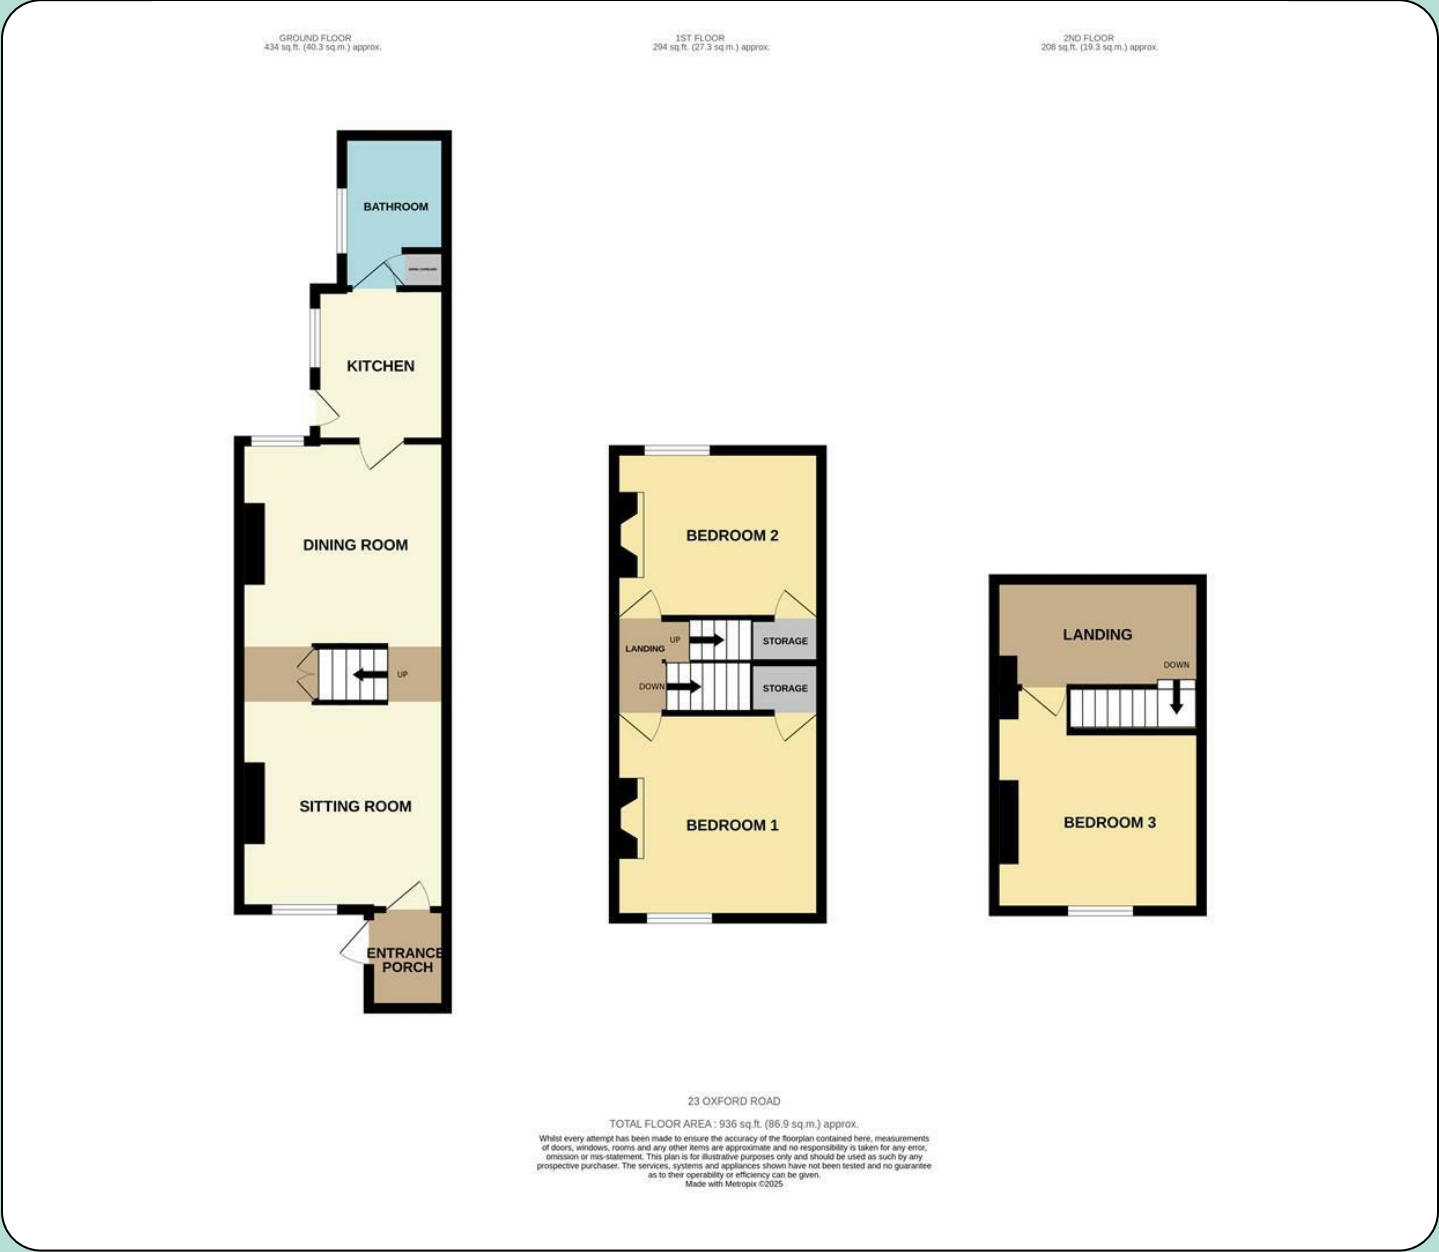 GROUND FLOOR
434 sq.ft. (40.3 sq.m.) approx.
1ST FLOOR
294 sq.ft. (27.3 sq.m.) approx.
2ND FLOOR
208 sq.ft. (19.3 sq.m.) approx.
BATHROOM
KITCHEN
DINING ROOM
UP
SITTING ROOM
ENTRANCE
PORCH
BEDROOM 2
UP
STORAGE
LANDING
DOWN
STORAGE
BEDROOM 1
LANDING
DOWN
BEDROOM 3
23 OXFORD ROAD
TOTAL FLOOR AREA : 936 sq.ft. (86.9 sq.m.) approx.
Whilst every attempt has been made to ensure the accuracy of the floorplan contained here, measurements
of doors, windows, rooms and any other items are approximate and no responsibility is taken for any error,
omission or mis-statement. This plan is for illustrative purposes only and should be used as such by any
prospective purchaser. The services, systems and appliances shown have not been tested and no guarantee
as to their operability or efficiency can be given.
Made with Metropix ©2025